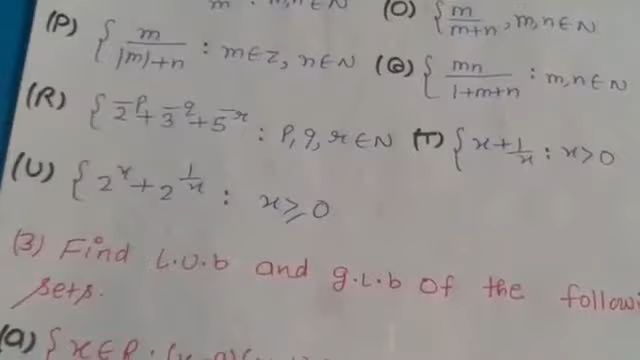 m : m,n∈N
(O) { m/m+n, m,n∈N
(P) { m/|m|+n : m∈Z, n∈N (Q) { mn/1+m+n : m,n∈N
(R) { 2^-p + 3^-q + 5^-r : p,q,r∈N (T) { x+1/x : x>0
(U) { 2^x + 2^1/x : x≥0
(3) Find L.U.b and g.L.b of the followi
sets.
(a) { x∈R :